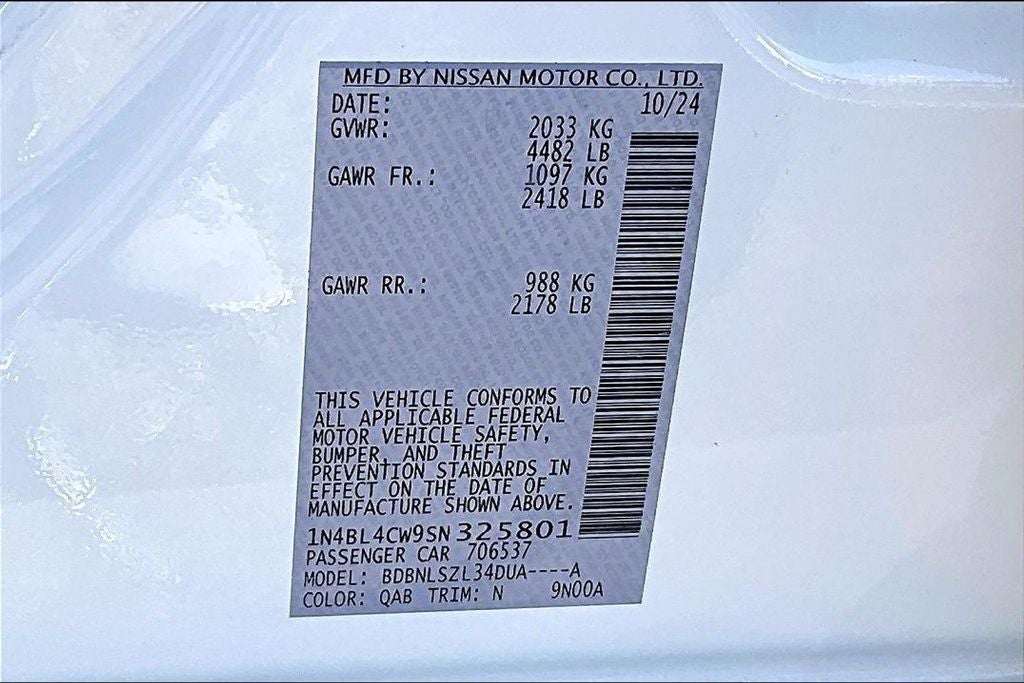 MFD BY NISSAN MOTOR CO., LTD.
DATE: 10/24
GVWR: 2033 KG
4482 LB
GAWR FR.: 1097 KG
2418 LB
GAWR RR.: 988 KG
2178 LB
THIS VEHICLE CONFORMS TO
ALL APPLICABLE FEDERAL
MOTOR VEHICLE SAFETY,
BUMPER, AND THEFT
PREVENTION STANDARDS IN
EFFECT ON THE DATE OF
MANUFACTURE SHOWN ABOVE.
1N4BL4CW9SN325801
PASSENGER CAR 706537
MODEL: BDBNLSZL34DUA----A
COLOR: QAB TRIM: N 9N00A